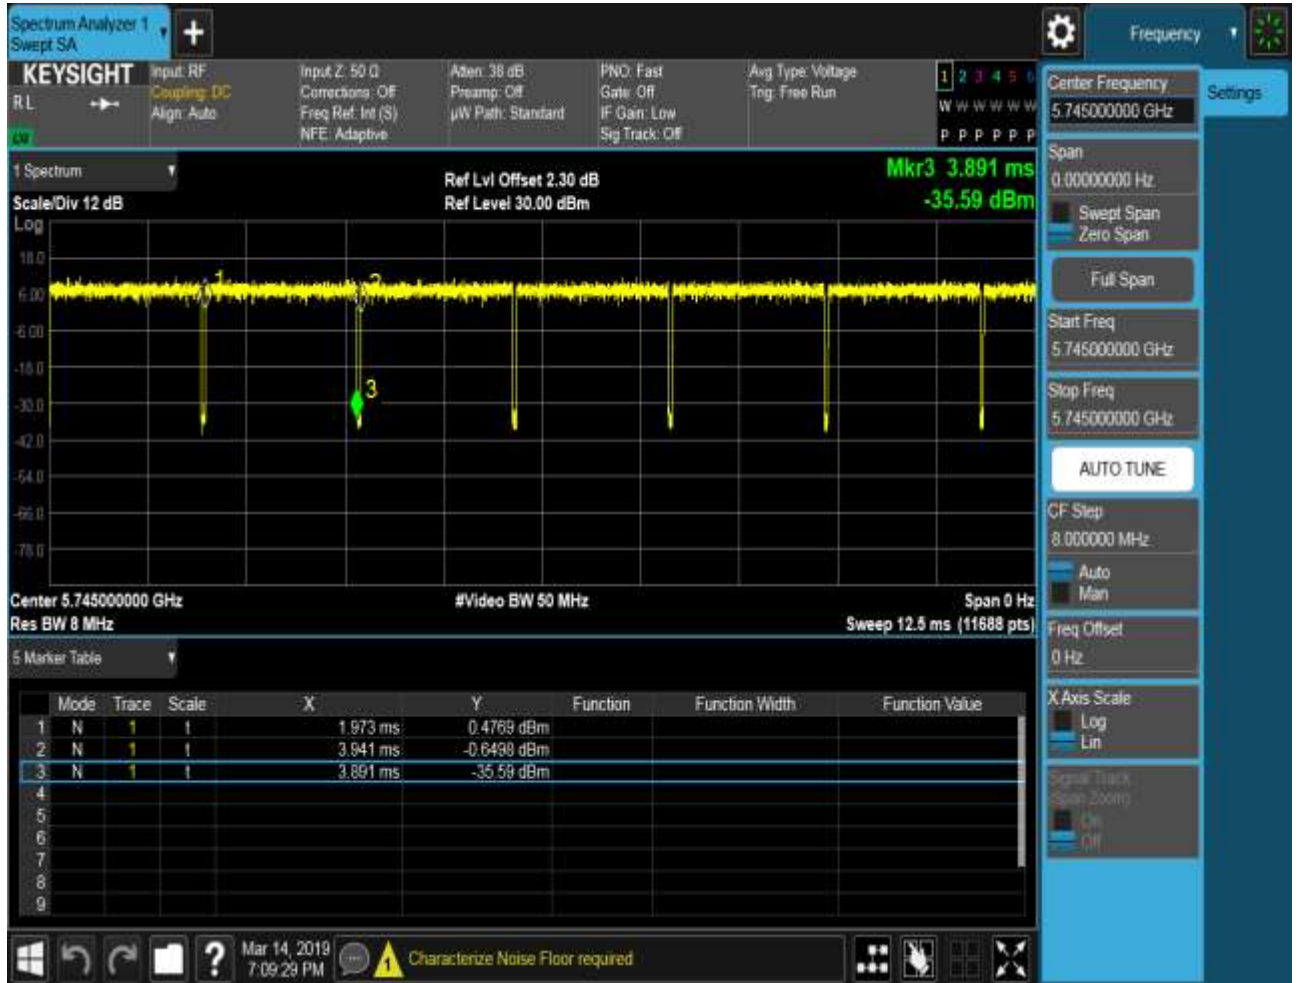 Spectrum Analyzer 1
Swept SA
+
Frequency
KEYSIGHT
RL
Input: RF
Coupling: DC
Align: Auto
Input Z: 50 Ω
Corrections: Off
Freq Ref: Int (S)
NFE: Adaptive
Atten: 38 dB
Preamp: Off
µW Path: Standard
PNO: Fast
Gate: Off
IF Gain: Low
Sig Track: Off
Avg Type: Voltage
Trig: Free Run
1 2 3 4 5 6
W W W W W W
P P P P P P
1 Spectrum
Scale/Div 12 dB
Ref Lvl Offset 2.30 dB
Ref Level 30.00 dBm
Mkr3 3.891 ms
-35.59 dBm
Log
18.0
6.00
-6.00
-18.0
-30.0
-42.0
-54.0
-66.0
-78.0
1
2
3
Center 5.745000000 GHz
#Video BW 50 MHz
Span 0 Hz
Res BW 8 MHz
Sweep 12.5 ms (11688 pts)
5 Marker Table
Mode Trace Scale X Y Function Function Width Function Value
1 N 1 t 1.973 ms 0.4769 dBm
2 N 1 t 3.941 ms -0.6498 dBm
3 N 1 t 3.891 ms -35.59 dBm
4
5
6
7
8
9
?
Mar 14, 2019
7:09:29 PM
1
Characterize Noise Floor required
Center Frequency
5.745000000 GHz
Settings
Span
0.00000000 Hz
Swept Span
Zero Span
Full Span
Start Freq
5.745000000 GHz
Stop Freq
5.745000000 GHz
AUTO TUNE
CF Step
8.000000 MHz
Auto
Man
Freq Offset
0 Hz
X Axis Scale
Log
Lin
Signal Track
(Span Zoom)
On
Off